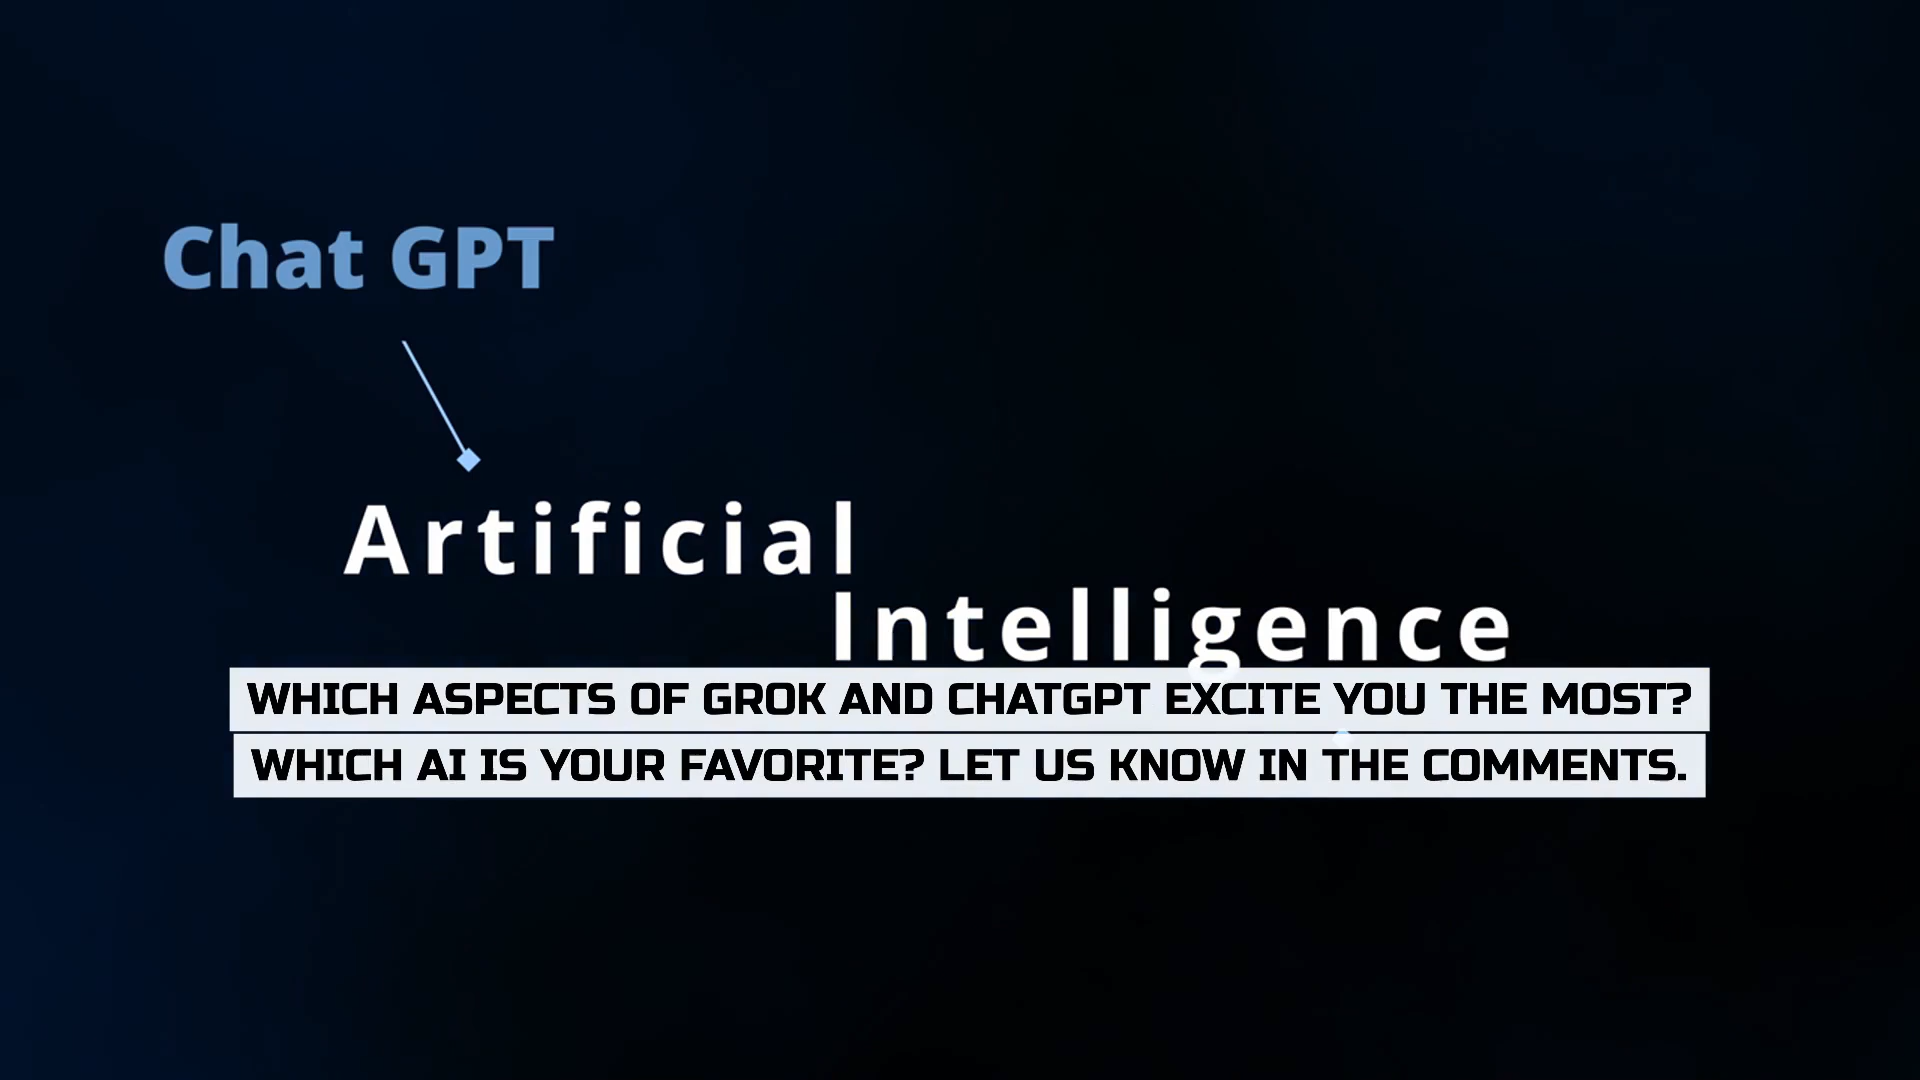 Chat GPT
Artificial
Intelligence
WHICH ASPECTS OF GROK AND CHATGPT EXCITE YOU THE MOST?
WHICH AI IS YOUR FAVORITE? LET US KNOW IN THE COMMENTS.